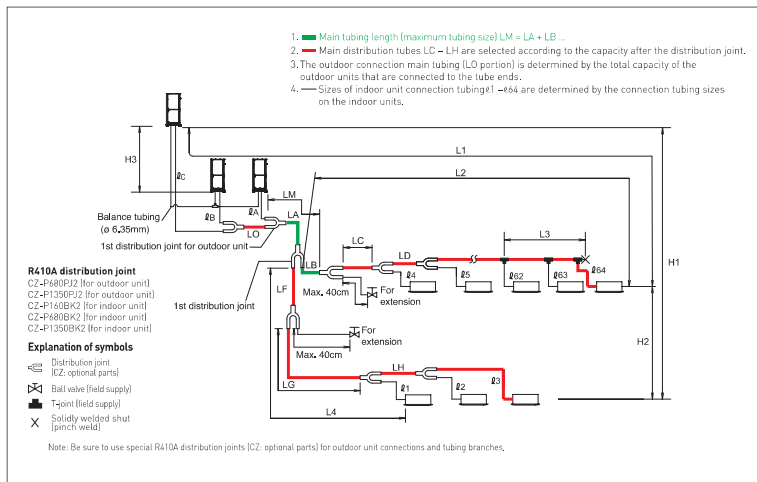 1. Main tubing length (maximum tubing size) LM = LA + LB ...
2. Main distribution tubes LC – LH are selected according to the capacity after the distribution joint.
3. The outdoor connection main tubing (LO portion) is determined by the total capacity of the
outdoor units that are connected to the tube ends.
4. Sizes of indoor unit connection tubing ℓ1 – ℓ64 are determined by the connection tubing sizes
on the indoor units.
H3
ℓC
L1
L2
LM
Balance tubing
(ø 6.35mm)
ℓB
ℓA
LA
LO
1st distribution joint for outdoor unit
LC
LD
L3
LB
ℓ4
ℓ5
ℓ62
ℓ63
ℓ64
H1
1st distribution joint
LF
Max. 40cm
For
extension
R410A distribution joint
CZ-P680PJ2 (for outdoor unit)
CZ-P1350PJ2 (for outdoor unit)
CZ-P160BK2 (for indoor unit)
CZ-P680BK2 (for indoor unit)
CZ-P1350BK2 (for indoor unit)
For
extension
Max. 40cm
H2
Explanation of symbols
Distribution joint
(CZ: optional parts)
Ball valve (field supply)
T-joint (field supply)
Solidly welded shut
(pinch weld)
LG
LH
ℓ1
ℓ2
ℓ3
L4
Note: Be sure to use special R410A distribution joints (CZ: optional parts) for outdoor unit connections and tubing branches.